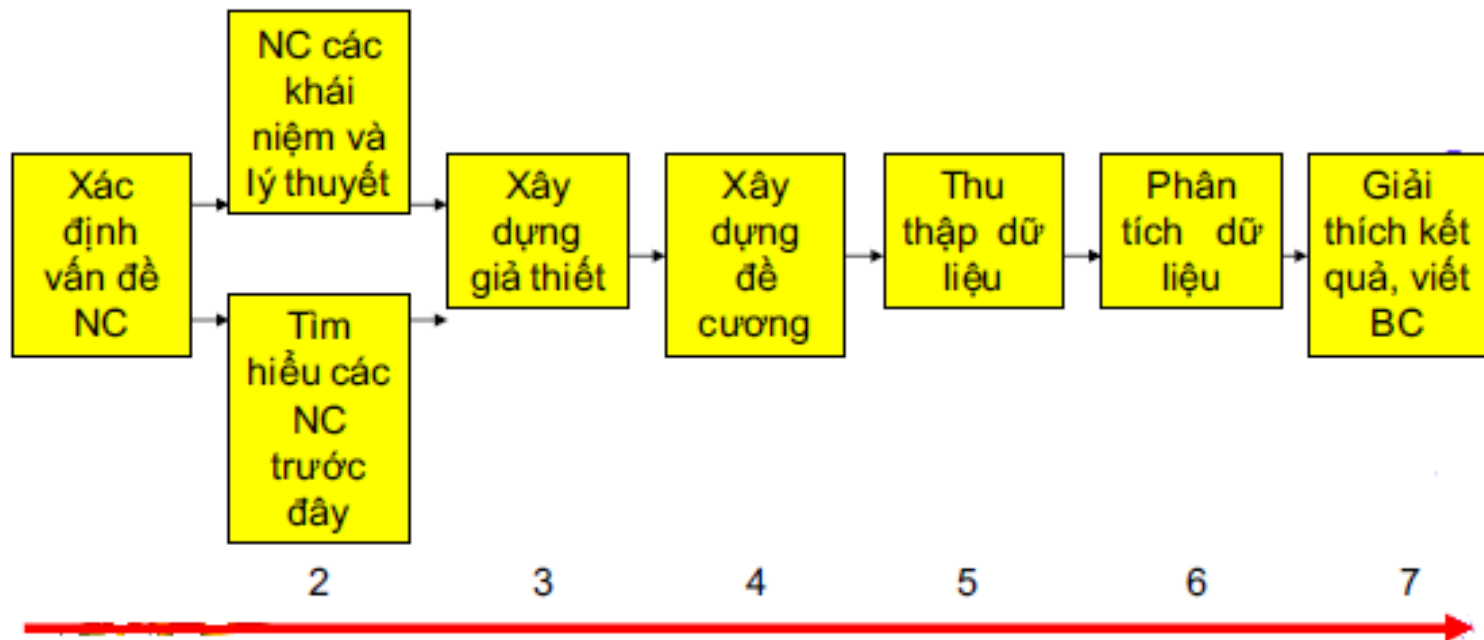 Xác
định
vấn đề
NC
NC các
khái
niệm và
lý thuyết
Tìm
hiểu các
NC
trước
đây
Xây
dựng
giả thiết
Xây
dựng
đề
cương
Thu
thập dữ
liệu
Phân
tích dữ
liệu
Giải
thích kết
quả, viết
BC
2 3 4 5 6 7